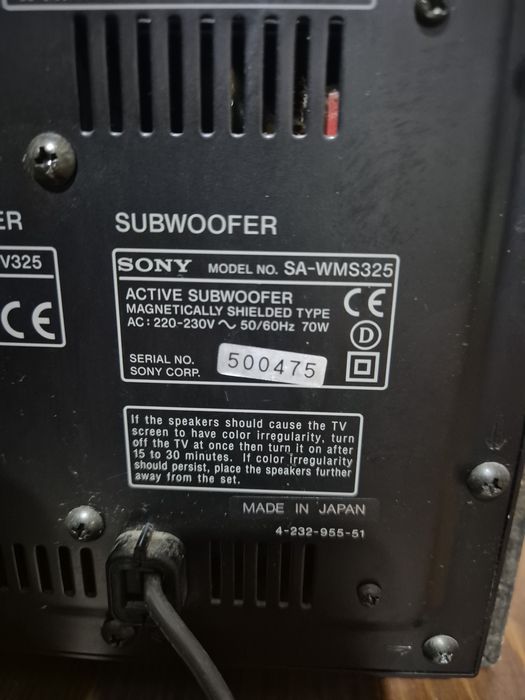 ER
SUBWOOFER
V325
SONY MODEL NO. SA-WMS325
CE
ACTIVE SUBWOOFER
MAGNETICALLY SHIELDED TYPE
AC: 220-230V ~ 50/60Hz 70W
CE
D
SERIAL NO.
SONY CORP.
500475
If the speakers should cause the TV
screen to have color irregularity, turn
off the TV at once then turn it on after
15 to 30 minutes. If color irregularity
should persist, place the speakers further
away from the set.
MADE IN JAPAN
4-232-955-51